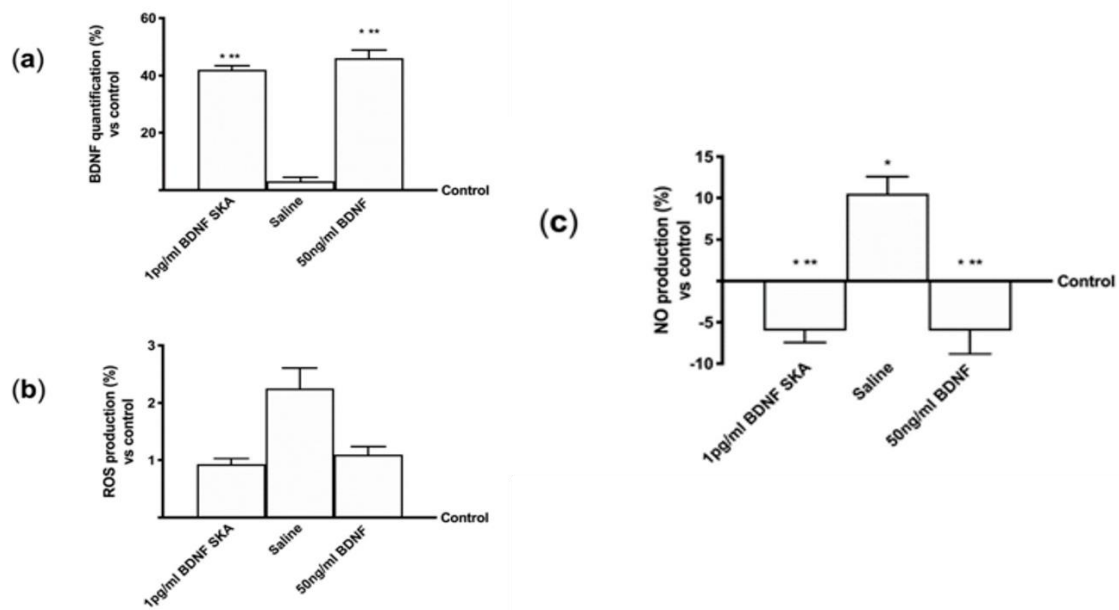 (a)
BDNF quantification (%)
vs control
60
40
20
* **
* **
Control
1pg/ml BDNF SKA
Saline
50ng/ml BDNF
(b)
ROS production (%)
vs control
3
2
1
Control
1pg/ml BDNF SKA
Saline
50ng/ml BDNF
(c)
NO production (%)
vs control
15
10
5
-5
-10
* **
*
* **
Control
1pg/ml BDNF SKA
Saline
50ng/ml BDNF